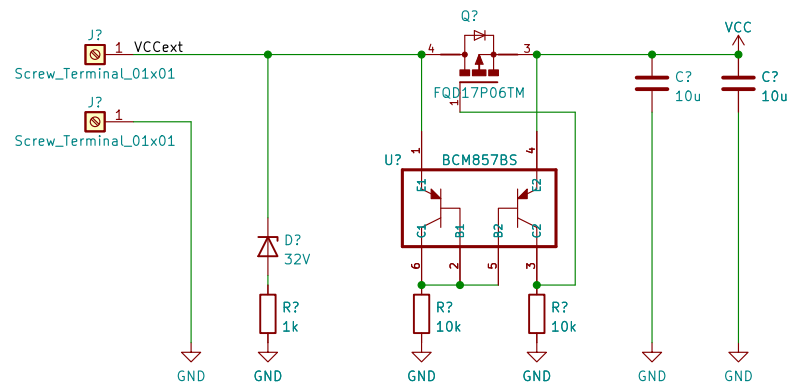 Q?
J?
1
VCCext
4
3
VCC
Screw_Terminal_01x01
FQD17P06TM
1
C?
10u
C?
10u
J?
1
Screw_Terminal_01x01
1
4
U?
BCM857BS
E1
E2
C1
B1
B2
C2
D?
32V
6
2
5
3
R?
1k
R?
10k
R?
10k
GND
GND
GND
GND
GND
GND